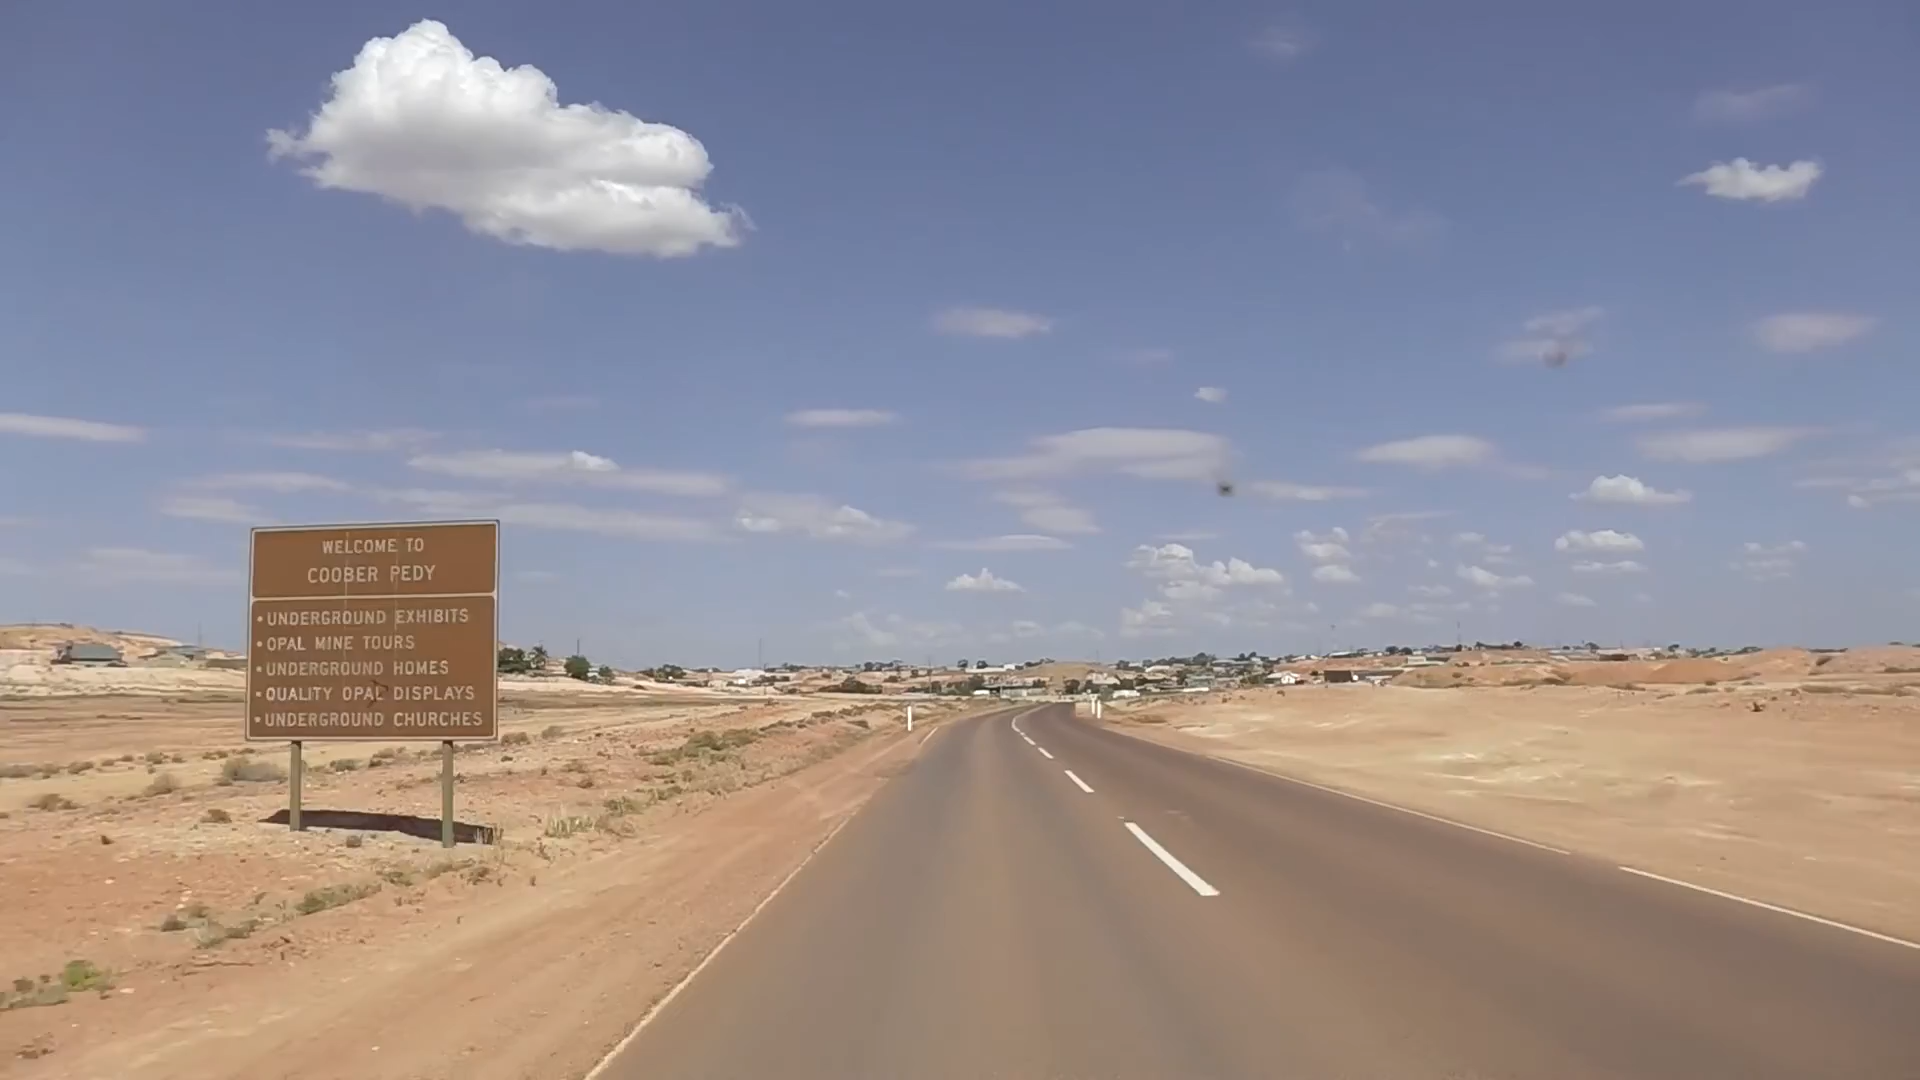 WELCOME TO
COOBER PEDY
• UNDERGROUND EXHIBITS
• OPAL MINE TOURS
• UNDERGROUND HOMES
• QUALITY OPAL DISPLAYS
• UNDERGROUND CHURCHES